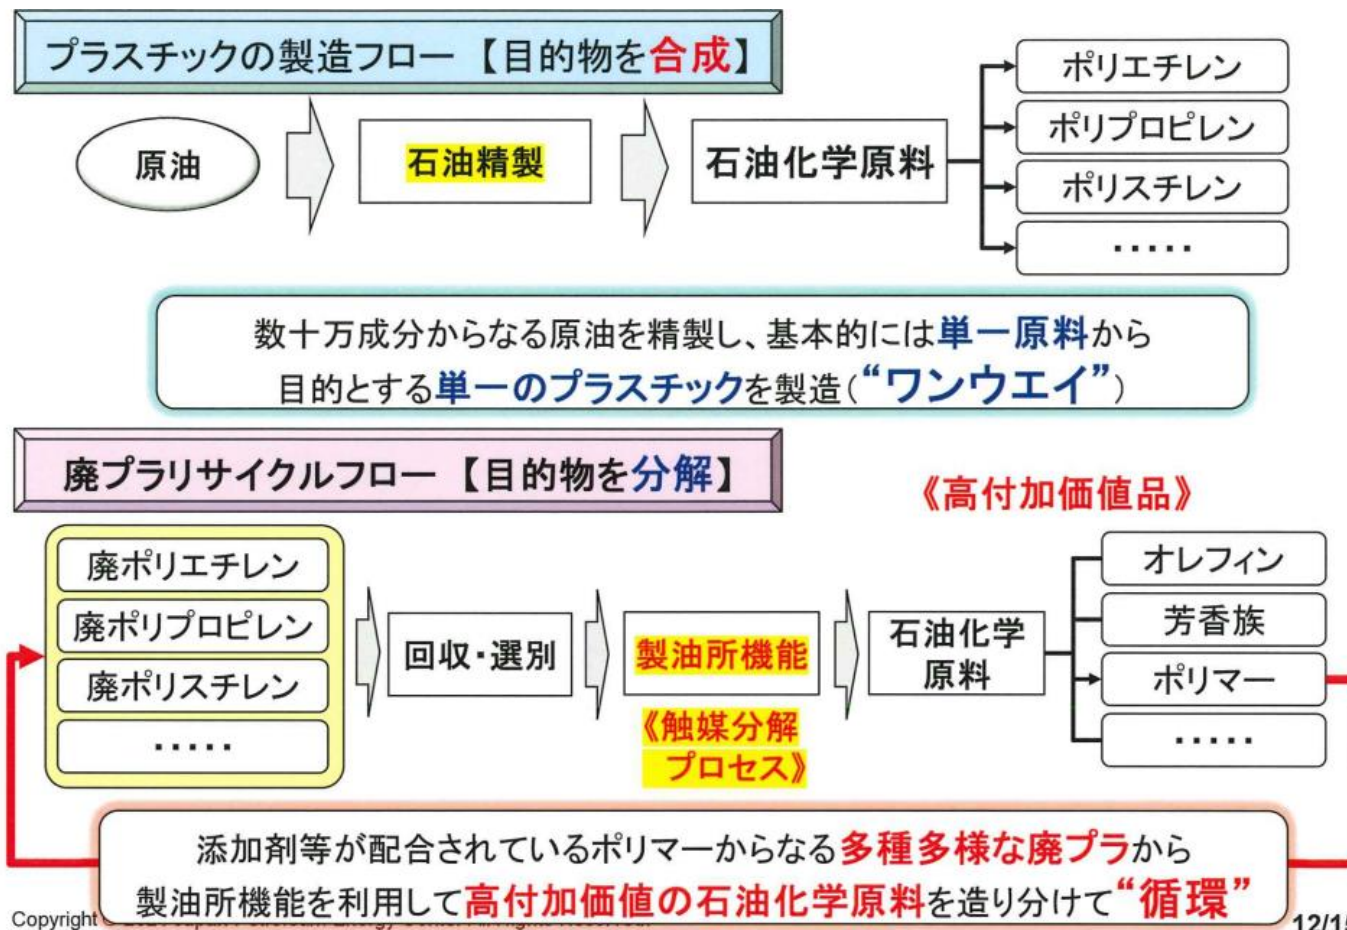 プラスチックの製造フロー 【目的物を合成】
原油
石油精製
石油化学原料
ポリエチレン
ポリプロピレン
ポリスチレン
・・・・・
数十万成分からなる原油を精製し、基本的には単一原料から
目的とする単一のプラスチックを製造(“ワンウエイ”)
廃プラリサイクルフロー 【目的物を分解】
《高付加価値品》
廃ポリエチレン
廃ポリプロピレン
廃ポリスチレン
・・・・・
回収・選別
製油所機能
《触媒分解
プロセス》
石油化学
原料
オレフィン
芳香族
ポリマー
・・・・・
添加剤等が配合されているポリマーからなる多種多様な廃プラから
製油所機能を利用して高付加価値の石油化学原料を造り分けて“循環”
Copyright
12/15